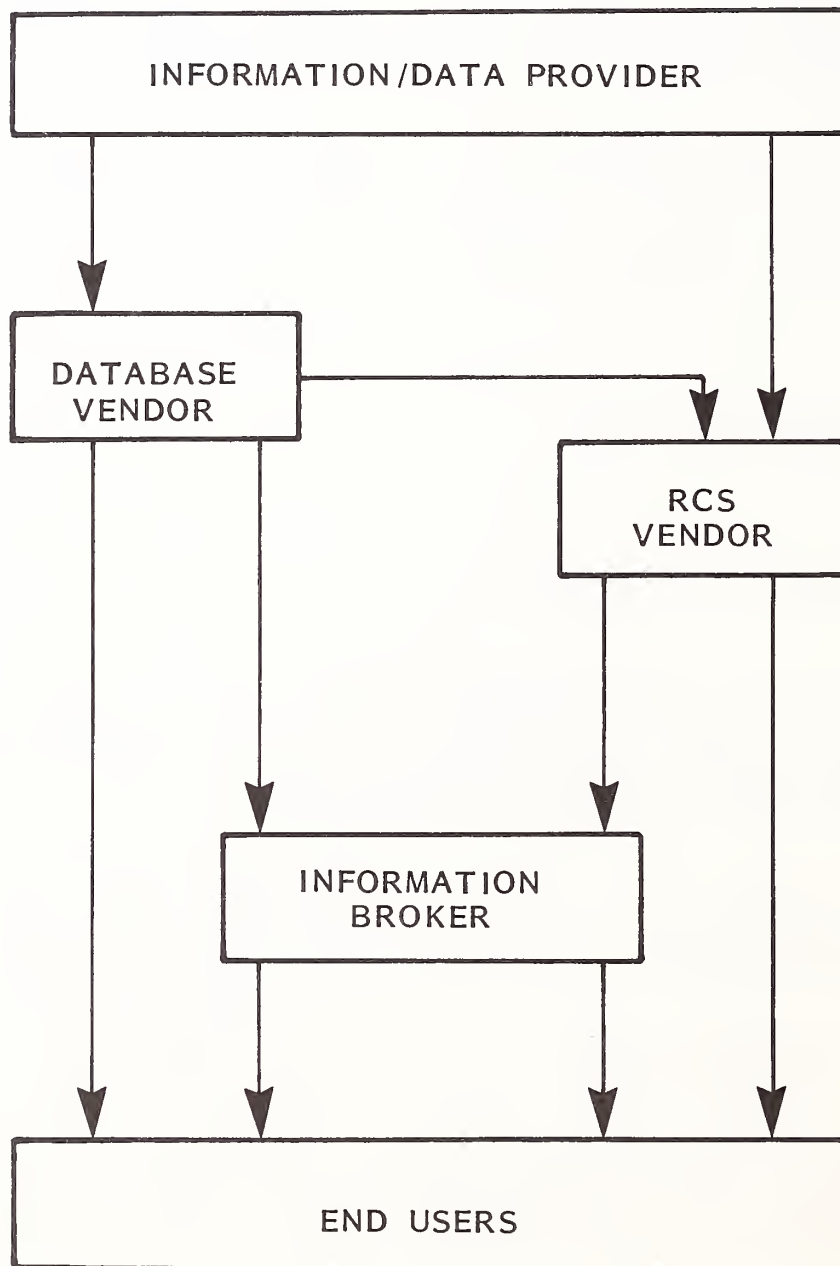 INFORMATION/DATA PROVIDER
DATABASE
VENDOR
RCS
VENDOR
INFORMATION
BROKER
END USERS